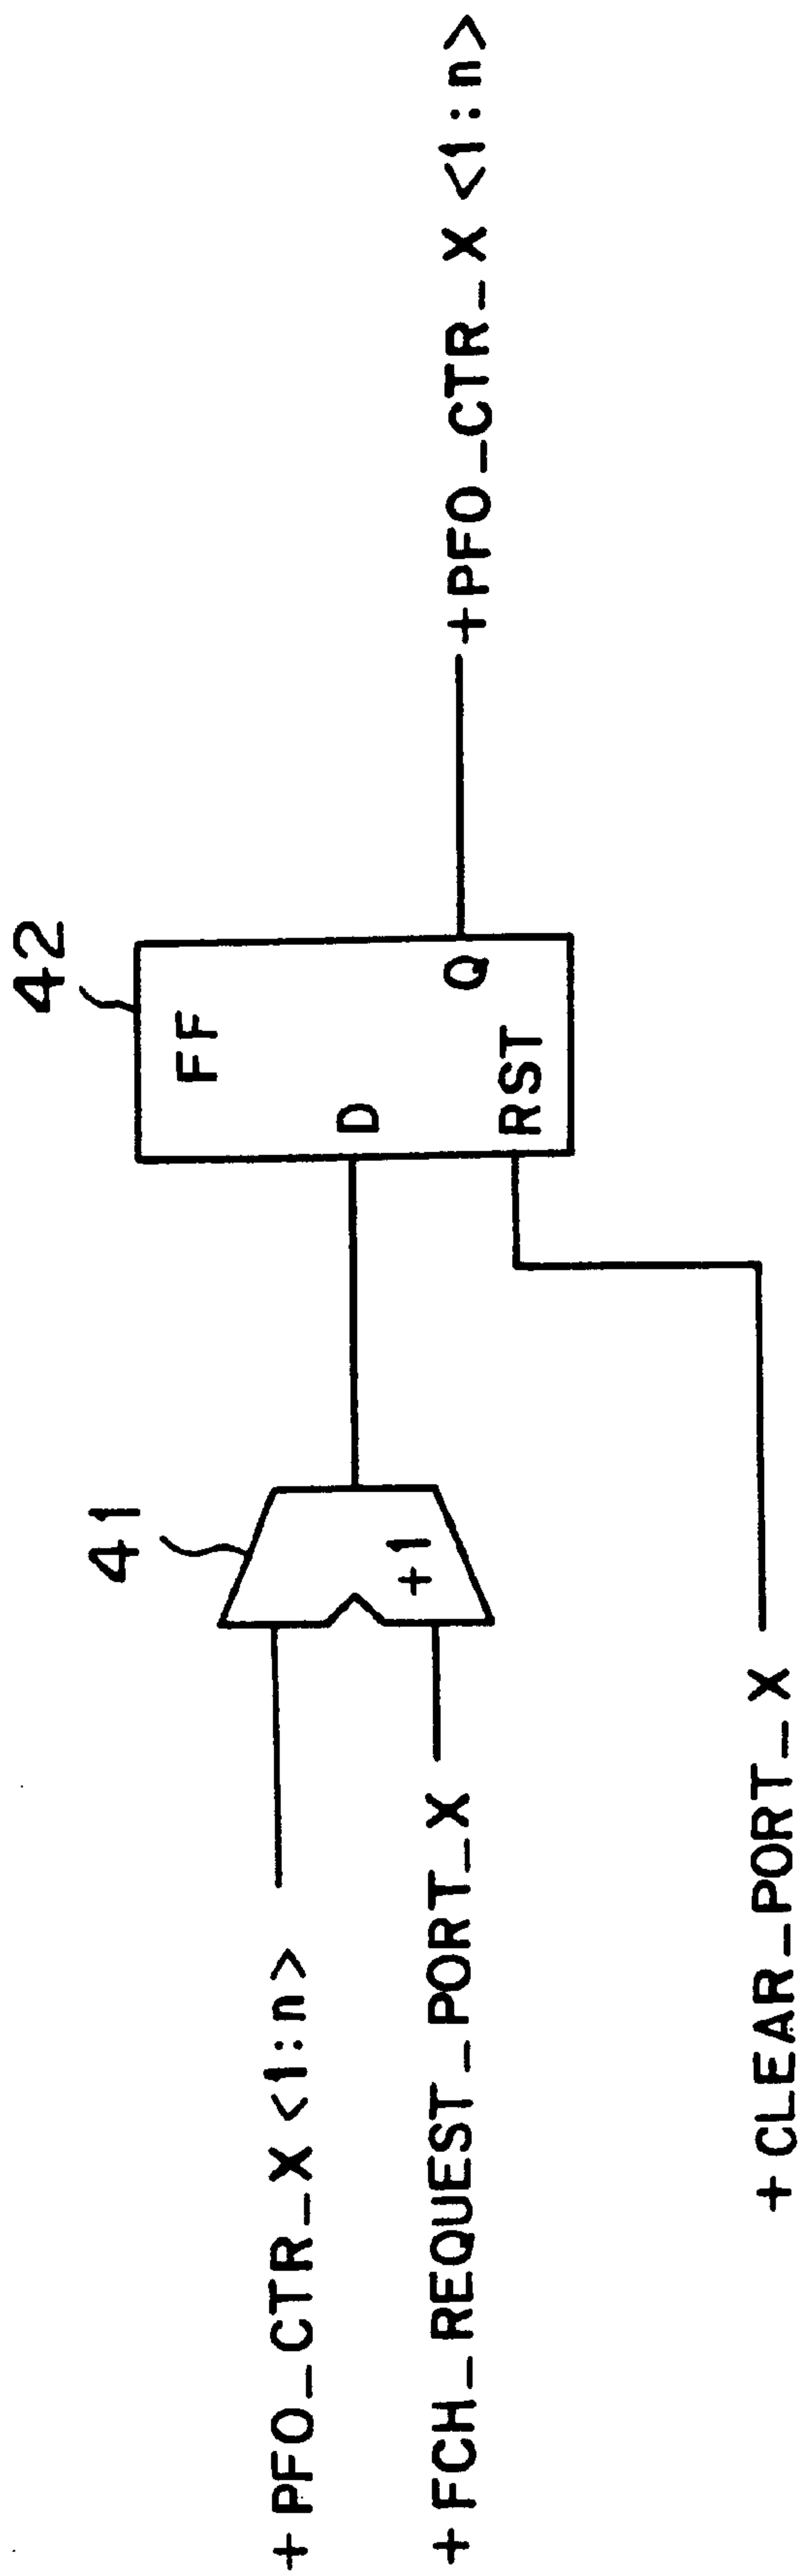 41
42
+PFO_CTR_X<1:n>
+1
FF
D
Q
+PFO_CTR_X<1:n>
+FCH_REQUEST_PORT_X
RST
+CLEAR_PORT_X